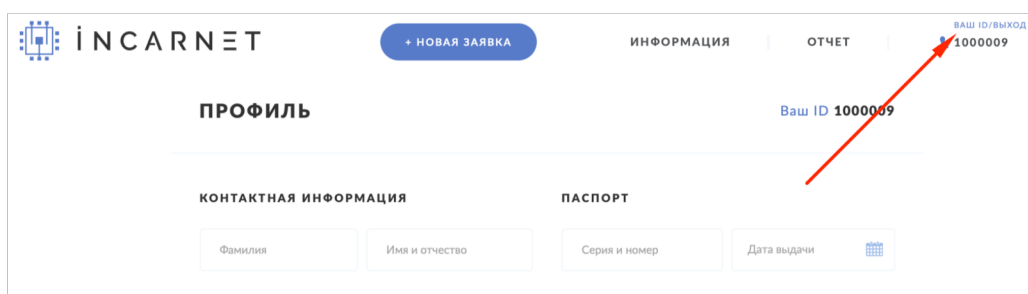 İNCARNET
+ НОВАЯ ЗАЯВКА
ИНФОРМАЦИЯ
ОТЧЕТ
ВАШ ID/ВЫХОД
1000009
ПРОФИЛЬ
Ваш ID 1000009
КОНТАКТНАЯ ИНФОРМАЦИЯ
ПАСПОРТ
Фамилия
Имя и отчество
Серия и номер
Дата выдачи